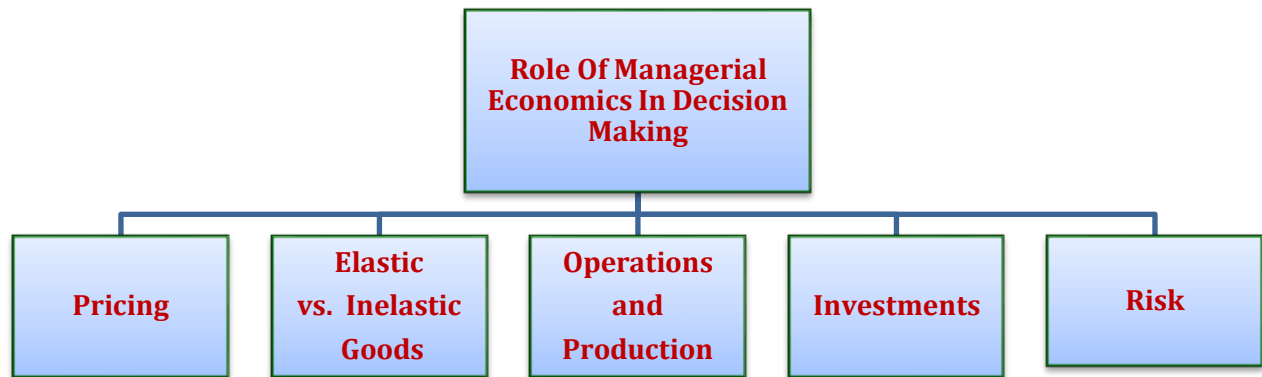 Role Of Managerial
Economics In Decision
Making
Pricing
Elastic
vs. Inelastic
Goods
Operations
and
Production
Investments
Risk